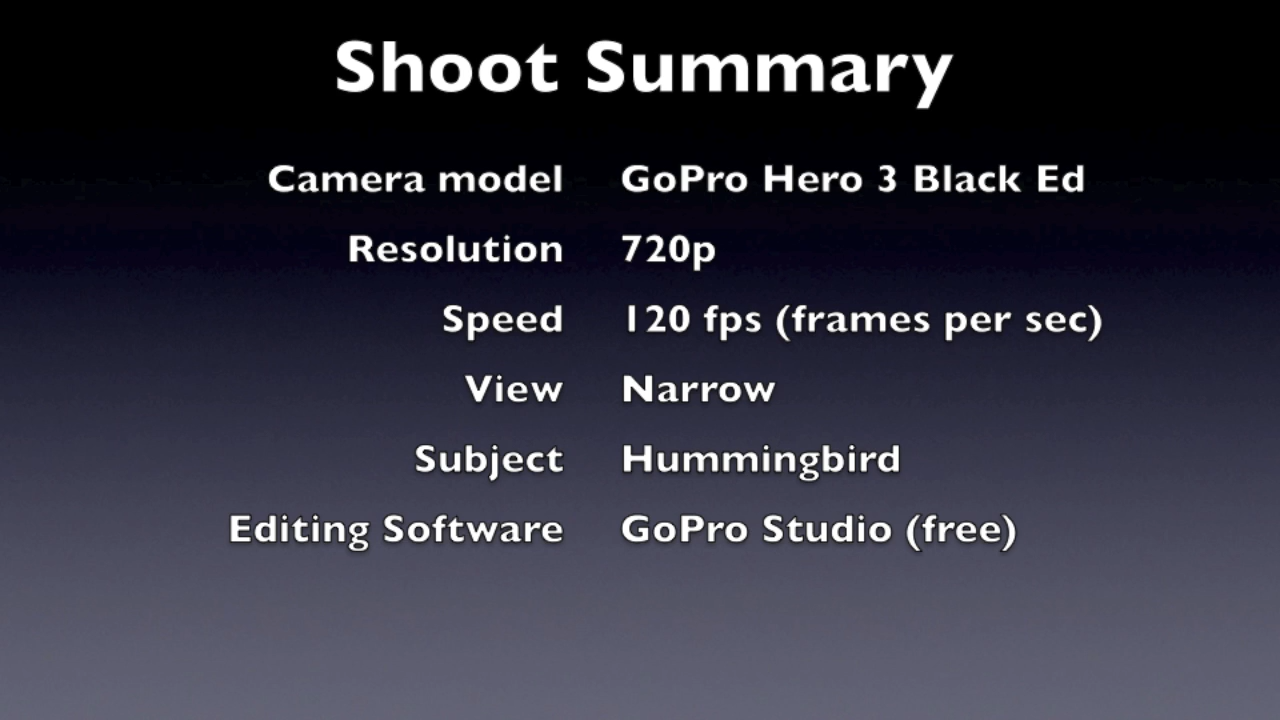 Shoot Summary
Camera model GoPro Hero 3 Black Ed
Resolution 720p
Speed 120 fps (frames per sec)
View Narrow
Subject Hummingbird
Editing Software GoPro Studio (free)